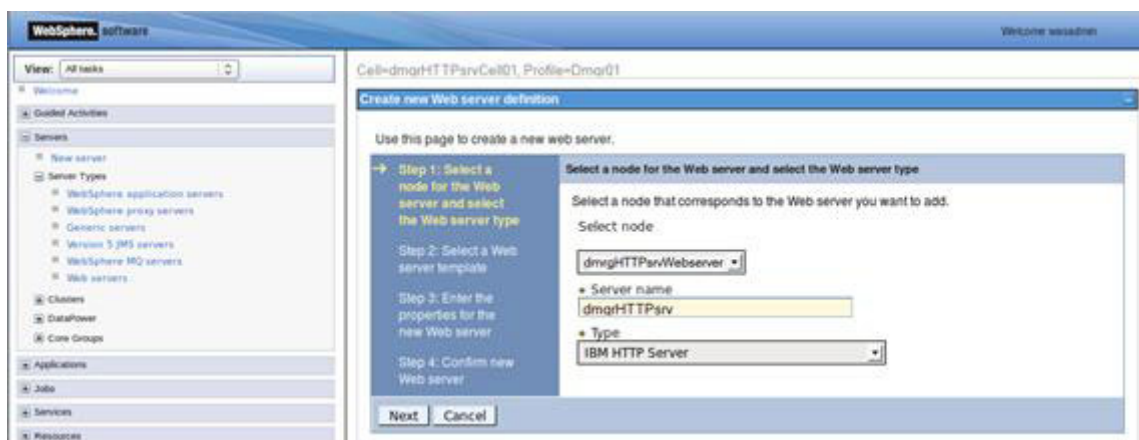 WebSphere. software
Welcome wasadmin
View: All tasks
Welcome
Guided Activities
Servers
New server
Server Types
WebSphere application servers
WebSphere proxy servers
Generic servers
Version 5 JMS servers
WebSphere MQ servers
Web servers
Clusters
DataPower
Core Groups
Applications
Jobs
Services
Resources
Cell=dmqrHTTPsrvCell01, Profile=Dmqr01
Create new Web server definition
Use this page to create a new web server.
Step 1: Select a
node for the Web
server and select
the Web server type
Step 2: Select a Web
server template
Step 3: Enter the
properties for the
new Web server
Step 4: Confirm new
Web server
Select a node for the Web server and select the Web server type
Select a node that corresponds to the Web server you want to add.
Select node
dmrgHTTPsrvWebserver
* Server name
dmqrHTTPsrv
* Type
IBM HTTP Server
Next Cancel